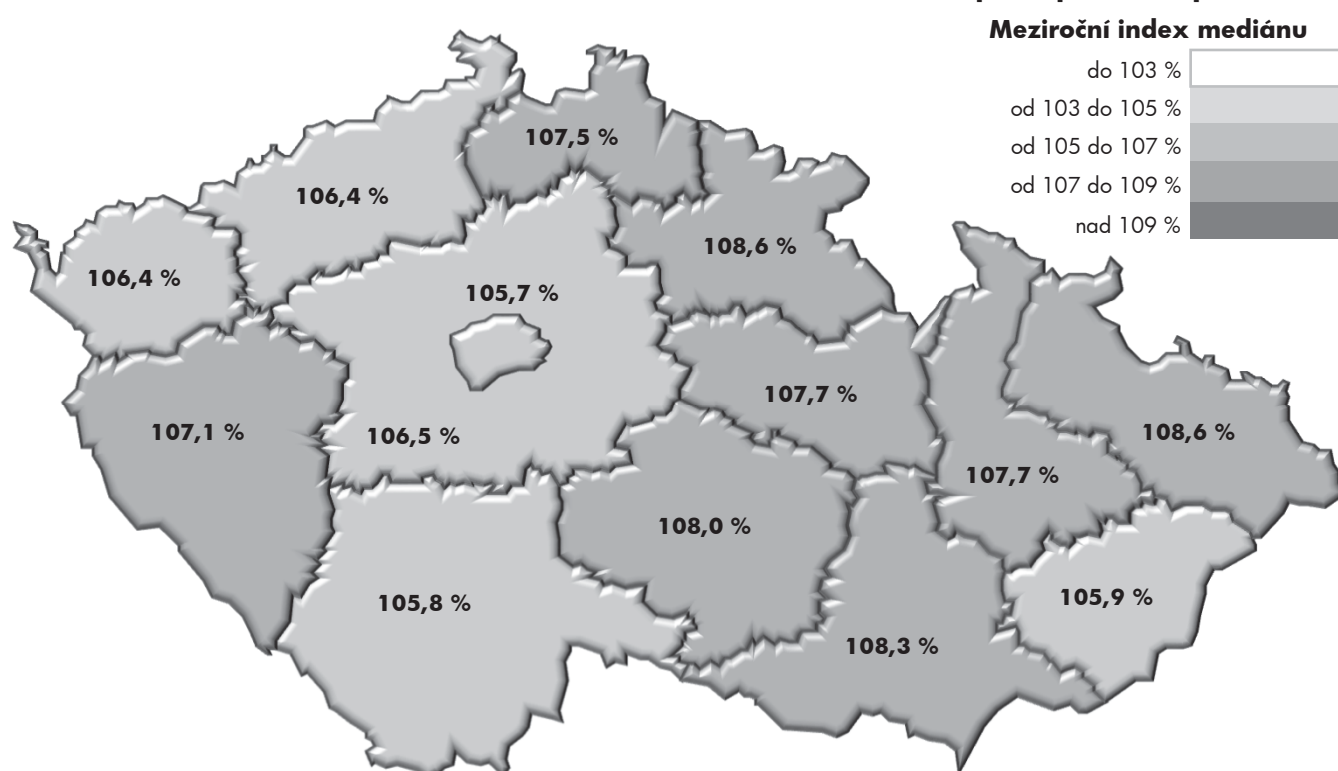 Meziroční index mediánu
do 103 %
od 103 do 105 %
od 105 do 107 %
od 107 do 109 %
nad 109 %
107,5 %
106,4 %
108,6 %
106,4 %
105,7 %
107,7 %
107,1 %
106,5 %
108,6 %
107,7 %
108,0 %
105,8 %
105,9 %
108,3 %